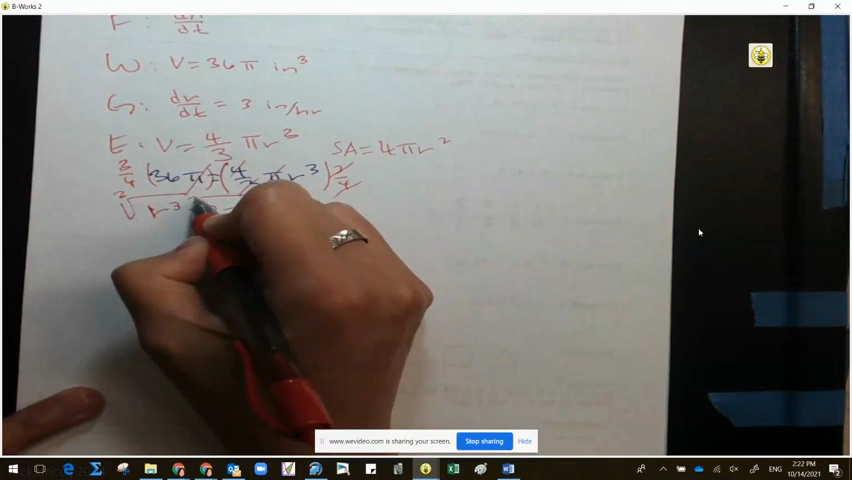 B-Works 2
dt
W: V = 36π in³
G: dr/dt = 3 in/hr
E: V = 4/3 πr³
SA = 4πr²
3/4 (36π = (4/3 πr³) 3/4
r³
www.wevideo.com is sharing your screen. Stop sharing Hide
ENG
2:22 PM
10/14/2021